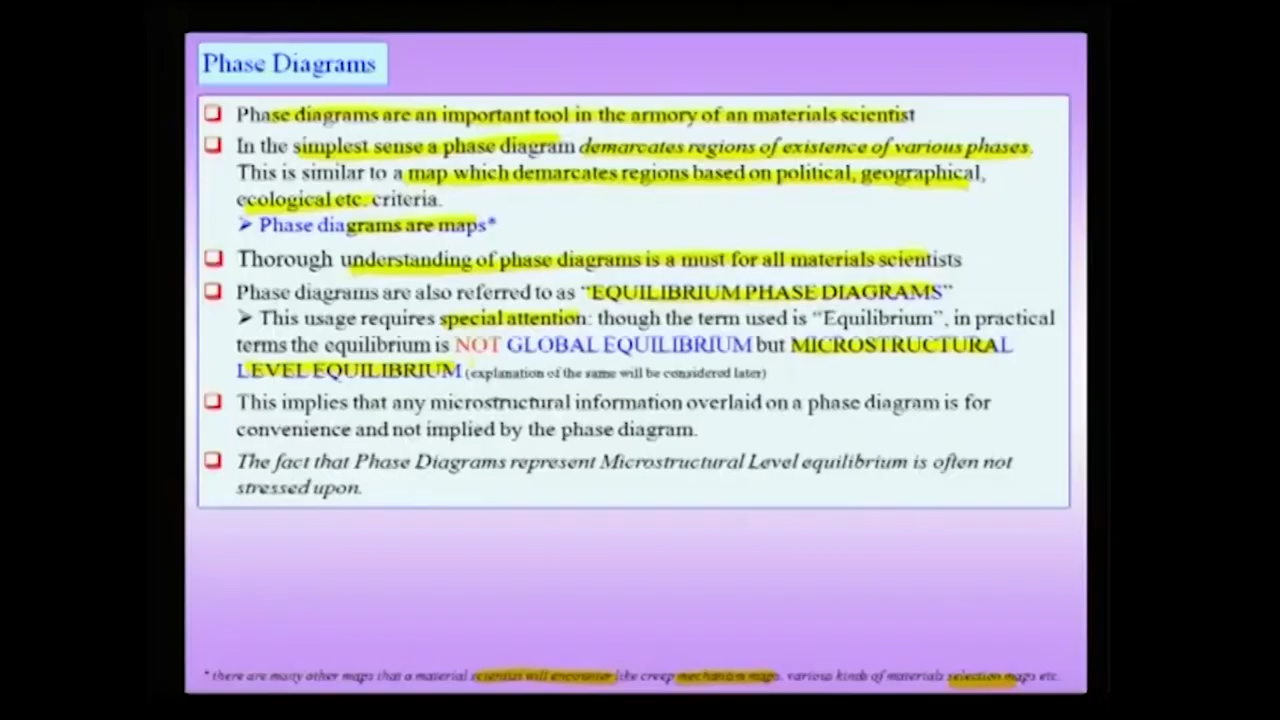 Phase Diagrams
❑ Phase diagrams are an important tool in the armory of an materials scientist
❑ In the simplest sense a phase diagram demarcates regions of existence of various phases.
This is similar to a map which demarcates regions based on political, geographical,
ecological etc. criteria.
➢ Phase diagrams are maps*
❑ Thorough understanding of phase diagrams is a must for all materials scientists
❑ Phase diagrams are also referred to as “EQUILIBRIUM PHASE DIAGRAMS”
➢ This usage requires special attention: though the term used is “Equilibrium”, in practical
terms the equilibrium is NOT GLOBAL EQUILIBRIUM but MICROSTRUCTURAL
LEVEL EQUILIBRIUM (explanation of the same will be considered later)
❑ This implies that any microstructural information overlaid on a phase diagram is for
convenience and not implied by the phase diagram.
❑ The fact that Phase Diagrams represent Microstructural Level equilibrium is often not
stressed upon.
* there are many other maps that a material scientist will encounter like creep mechanism maps, various kinds of materials selection maps etc.